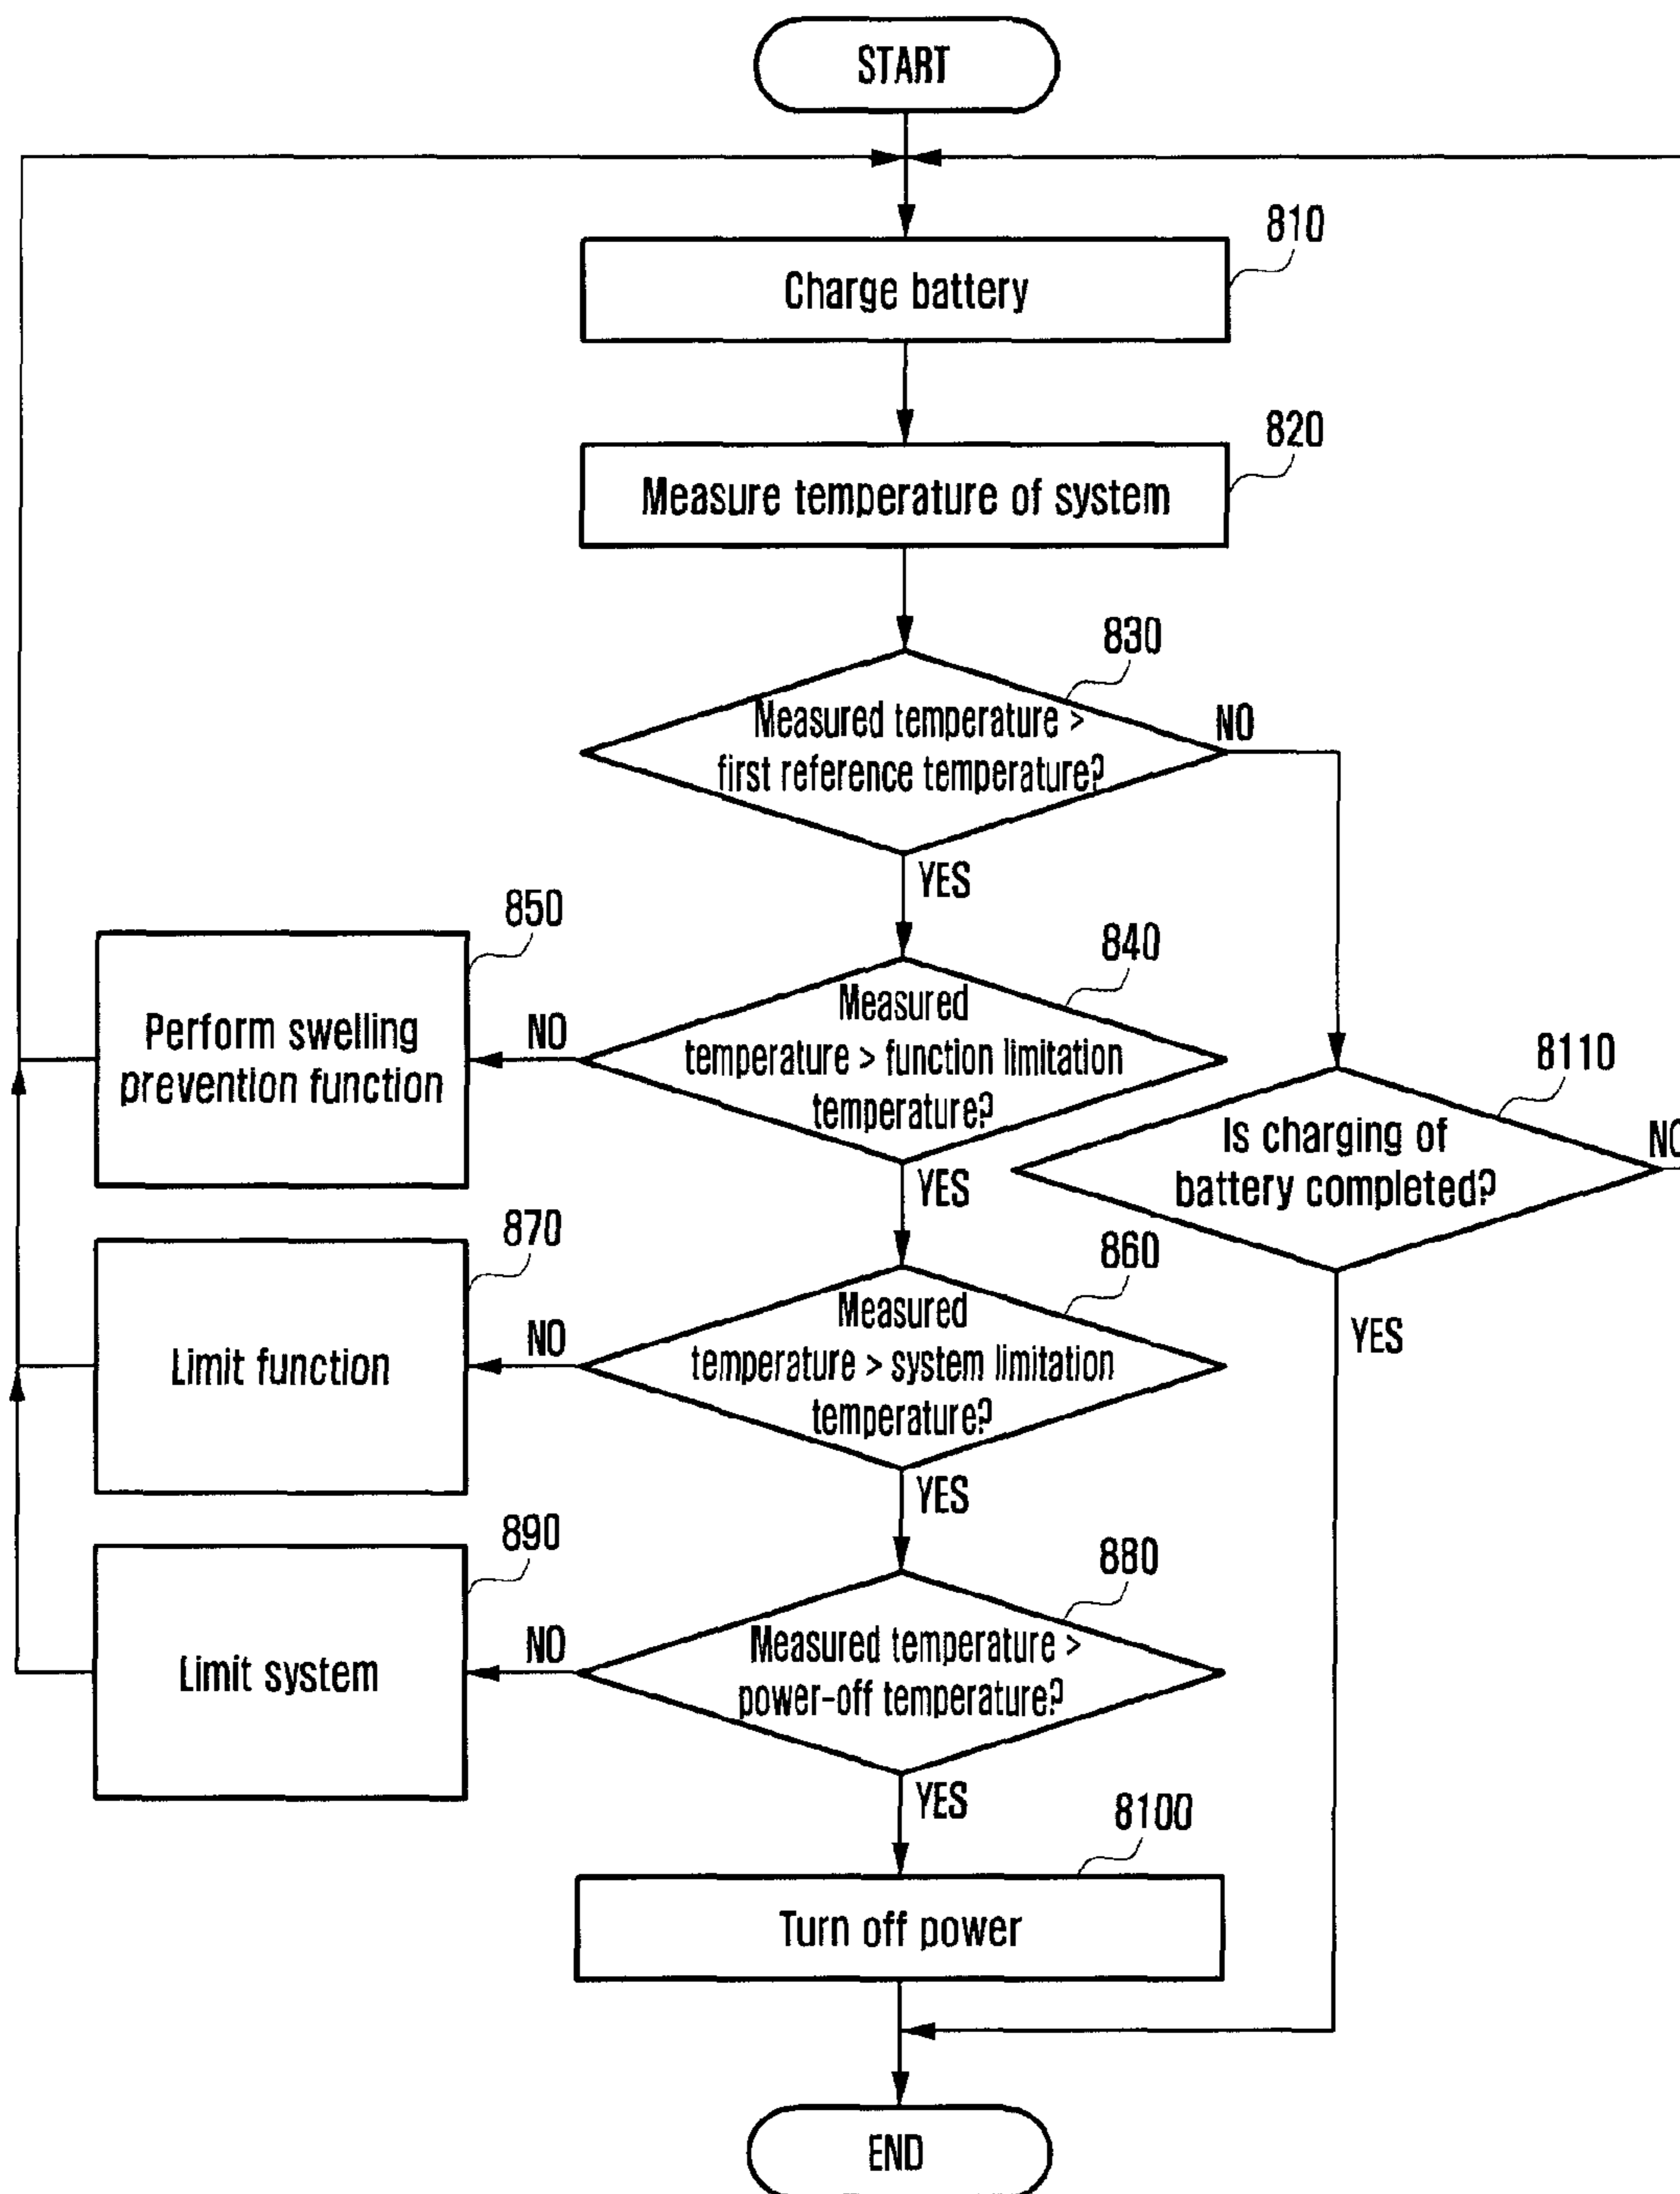 START
810
Charge battery
820
Measure temperature of system
830
Measured temperature >
first reference temperature?
NO
YES
850
Perform swelling
prevention function
NO
840
Measured
temperature > function limitation
temperature?
YES
8110
Is charging of
battery completed?
NO
YES
870
Limit function
NO
860
Measured
temperature > system limitation
temperature?
YES
890
Limit system
NO
880
Measured temperature >
power-off temperature?
YES
8100
Turn off power
END